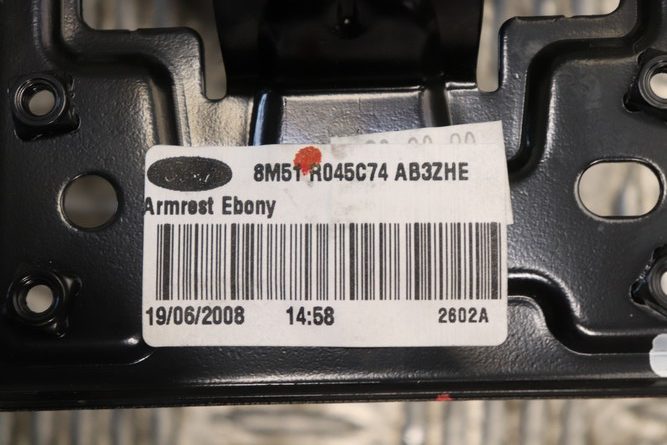 8M51 R045C74 AB3ZHE
Armrest Ebony
19/06/2008 14:58 2602A